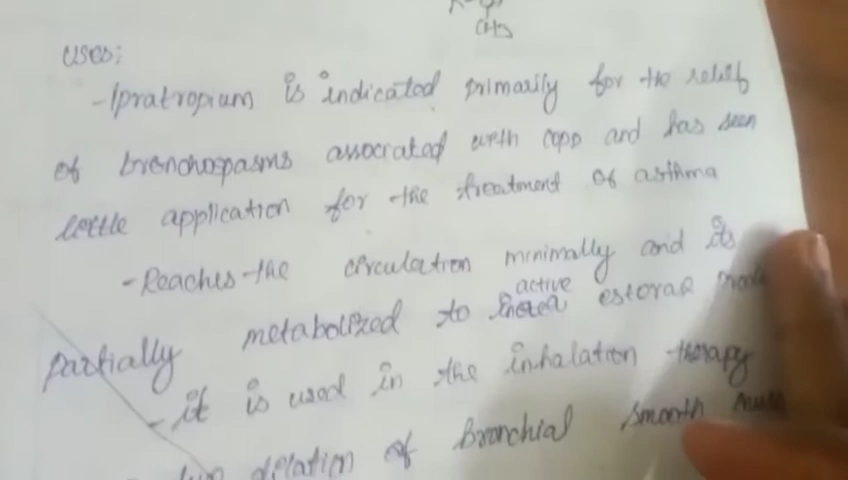 CH3
uses:
- Ipratropium is indicated primarily for the relief
of bronchospasms associated with COPD and has seen
little application for the treatment of asthma
- Reaches the circulation minimally and is
active
partially metabolized to
- it is used in the inhalation therapy
dilation of bronchial smooth